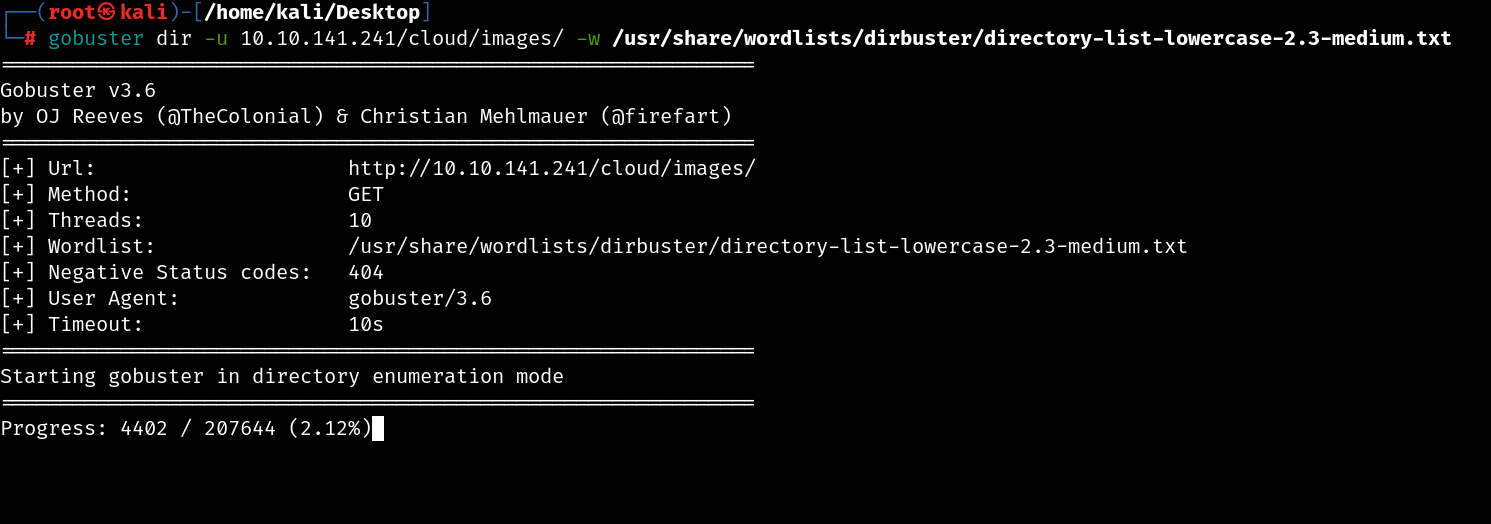 ┌──(root㉿kali)-[/home/kali/Desktop]
└─# gobuster dir -u 10.10.141.241/cloud/images/ -w /usr/share/wordlists/dirbuster/directory-list-lowercase-2.3-medium.txt
===============================================================
Gobuster v3.6
by OJ Reeves (@TheColonial) & Christian Mehlmauer (@firefart)
===============================================================
[+] Url:                     http://10.10.141.241/cloud/images/
[+] Method:                  GET
[+] Threads:                 10
[+] Wordlist:                /usr/share/wordlists/dirbuster/directory-list-lowercase-2.3-medium.txt
[+] Negative Status codes:   404
[+] User Agent:              gobuster/3.6
[+] Timeout:                 10s
===============================================================
Starting gobuster in directory enumeration mode
===============================================================
Progress: 4402 / 207644 (2.12%)